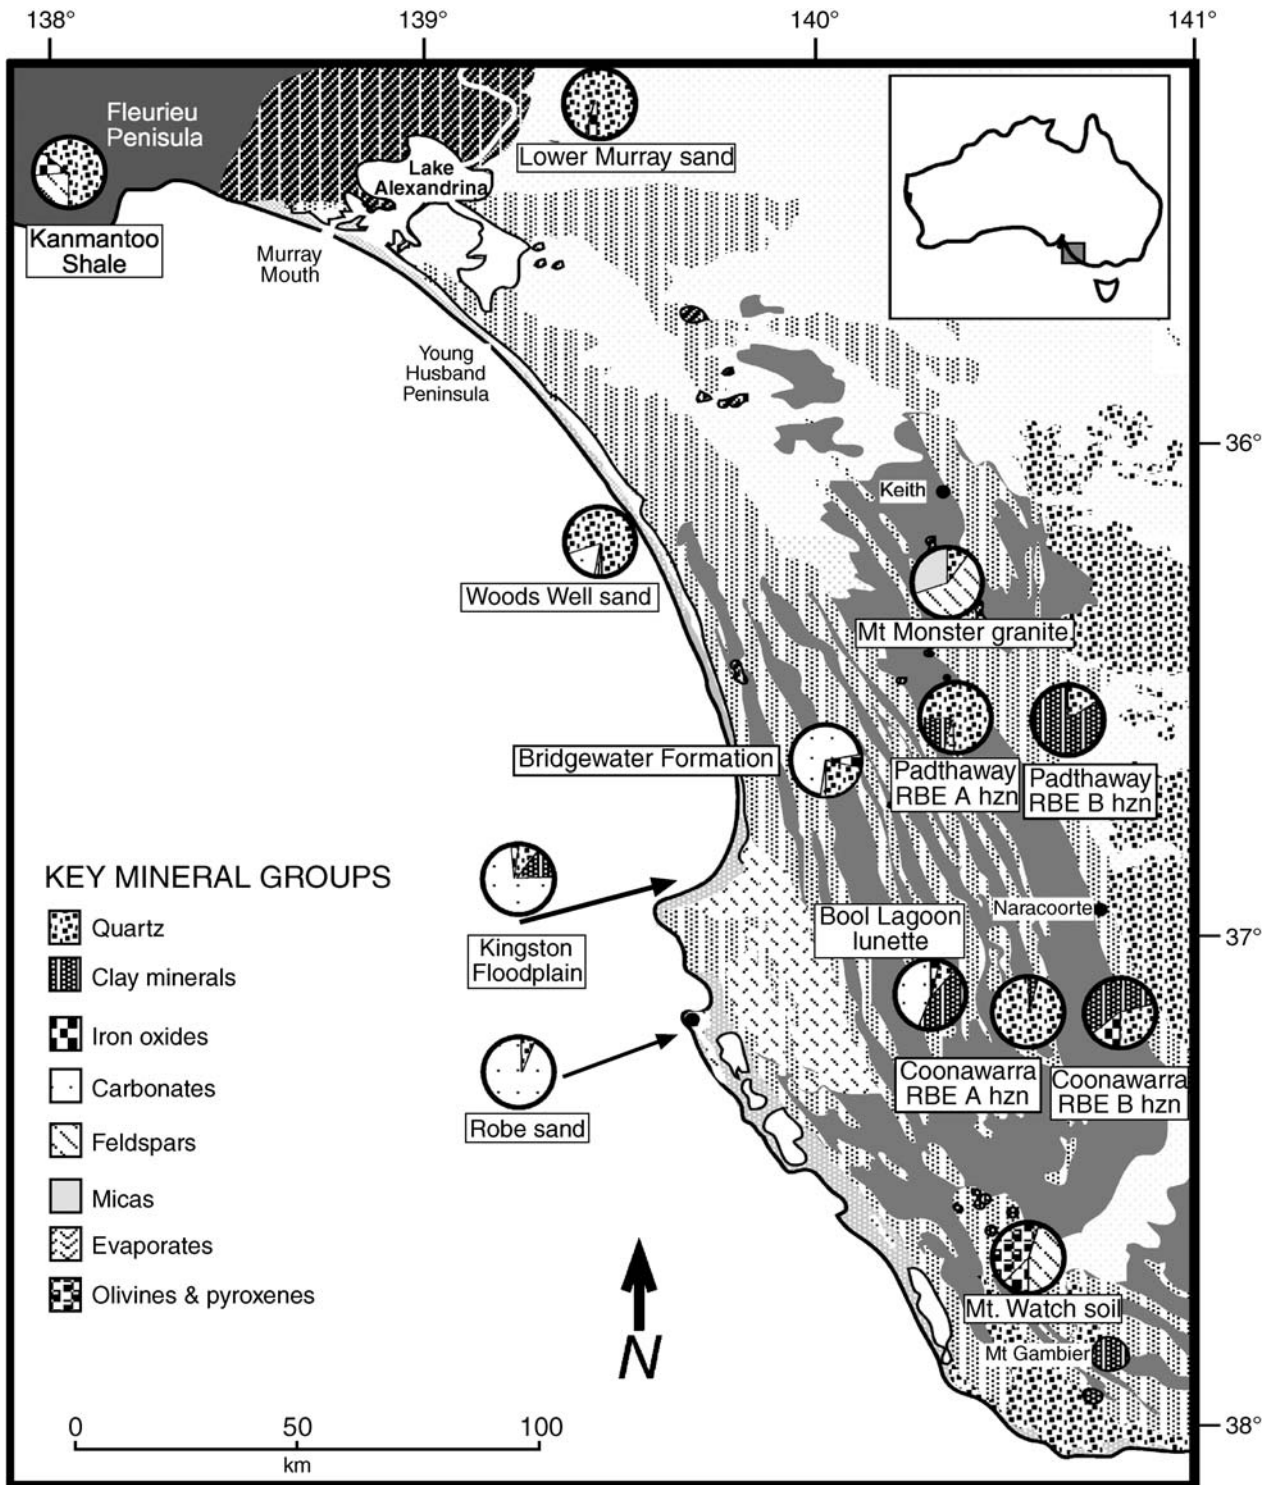 138°
139°
140°
141°
Fleurieu
Penisula
Lower Murray sand
Lake
Alexandrina
Kanmantoo
Shale
Murray
Mouth
Young
Husband
Peninsula
36°
Keith
Woods Well sand
Mt Monster granite
Bridgewater Formation
Padthaway
RBE A hzn
Padthaway
RBE B hzn
KEY MINERAL GROUPS
Quartz
Clay minerals
Iron oxides
Carbonates
Feldspars
Micas
Evaporates
Olivines & pyroxenes
Kingston
Floodplain
Bool Lagoon
lunette
Naracoorte
37°
Robe sand
Coonawarra
RBE A hzn
Coonawarra
RBE B hzn
Mt. Watch soil
Mt Gambier
N
38°
0
50
100
km